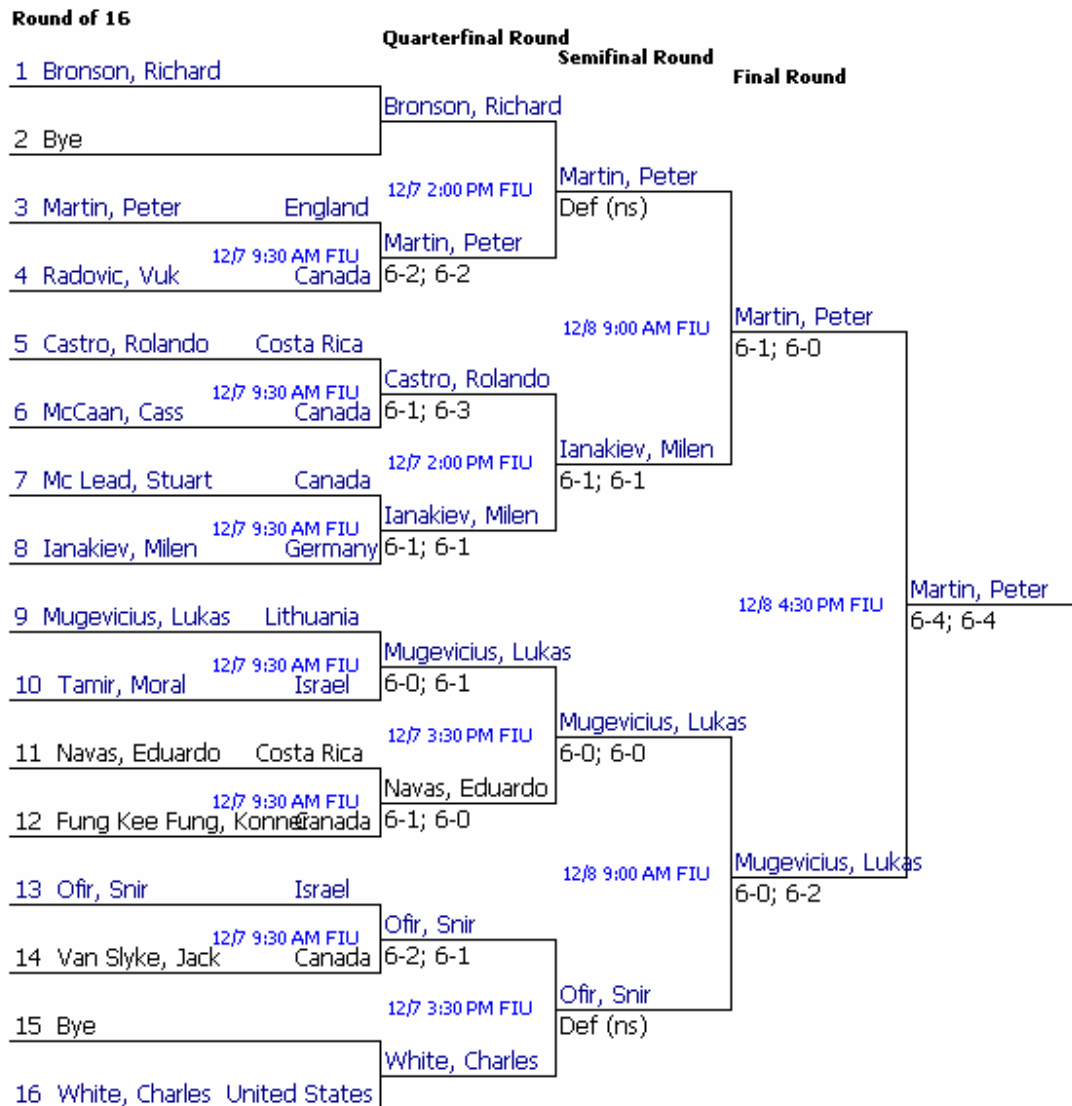 Round of 16
Quarterfinal Round
Semifinal Round
Final Round
1 Bronson, Richard
Bronson, Richard
2 Bye
12/7 2:00 PM FIU
Martin, Peter
Def (ns)
3 Martin, Peter England
12/7 9:30 AM FIU
Martin, Peter
6-2; 6-2
4 Radovic, Vuk Canada
12/8 9:00 AM FIU
Martin, Peter
6-1; 6-0
5 Castro, Rolando Costa Rica
12/7 9:30 AM FIU
Castro, Rolando
6-1; 6-3
6 McCaan, Cass Canada
12/7 2:00 PM FIU
Ianakiev, Milen
6-1; 6-1
7 Mc Lead, Stuart Canada
12/7 9:30 AM FIU
Ianakiev, Milen
6-1; 6-1
8 Ianakiev, Milen Germany
12/8 4:30 PM FIU
Martin, Peter
6-4; 6-4
9 Mugevicius, Lukas Lithuania
12/7 9:30 AM FIU
Mugevicius, Lukas
6-0; 6-1
10 Tamir, Moral Israel
12/7 3:30 PM FIU
Mugevicius, Lukas
6-0; 6-0
11 Navas, Eduardo Costa Rica
12/7 9:30 AM FIU
Navas, Eduardo
6-1; 6-0
12 Fung Kee Fung, Konner Canada
12/8 9:00 AM FIU
Mugevicius, Lukas
6-0; 6-2
13 Ofir, Snir Israel
12/7 9:30 AM FIU
Ofir, Snir
6-2; 6-1
14 Van Slyke, Jack Canada
12/7 3:30 PM FIU
Ofir, Snir
Def (ns)
15 Bye
White, Charles
16 White, Charles United States